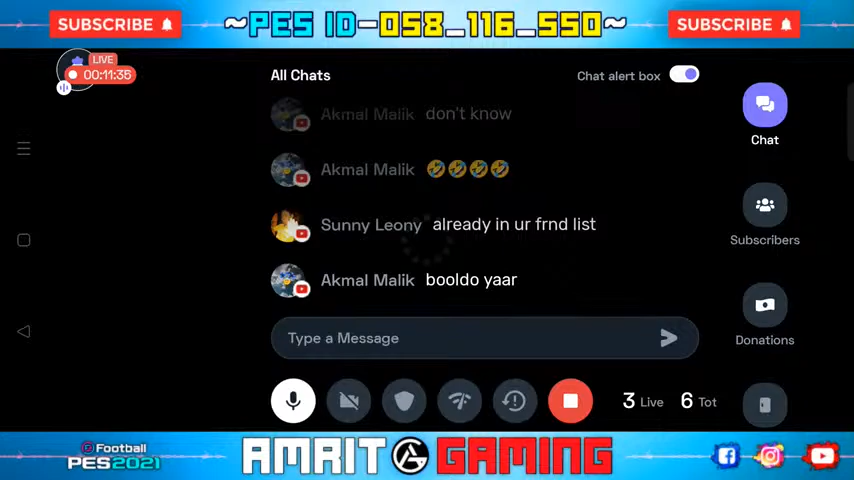 SUBSCRIBE
~PES ID-058_116_550~
SUBSCRIBE
LIVE
00:11:35
All Chats
Chat alert box
Akmal Malik don't know
Chat
Akmal Malik 🤣🤣🤣🤣
Sunny Leony already in ur frnd list
Subscribers
Akmal Malik booldo yaar
Type a Message
Donations
3 Live 6 Tot
eFootball
PES2021
AMRIT G GAMING